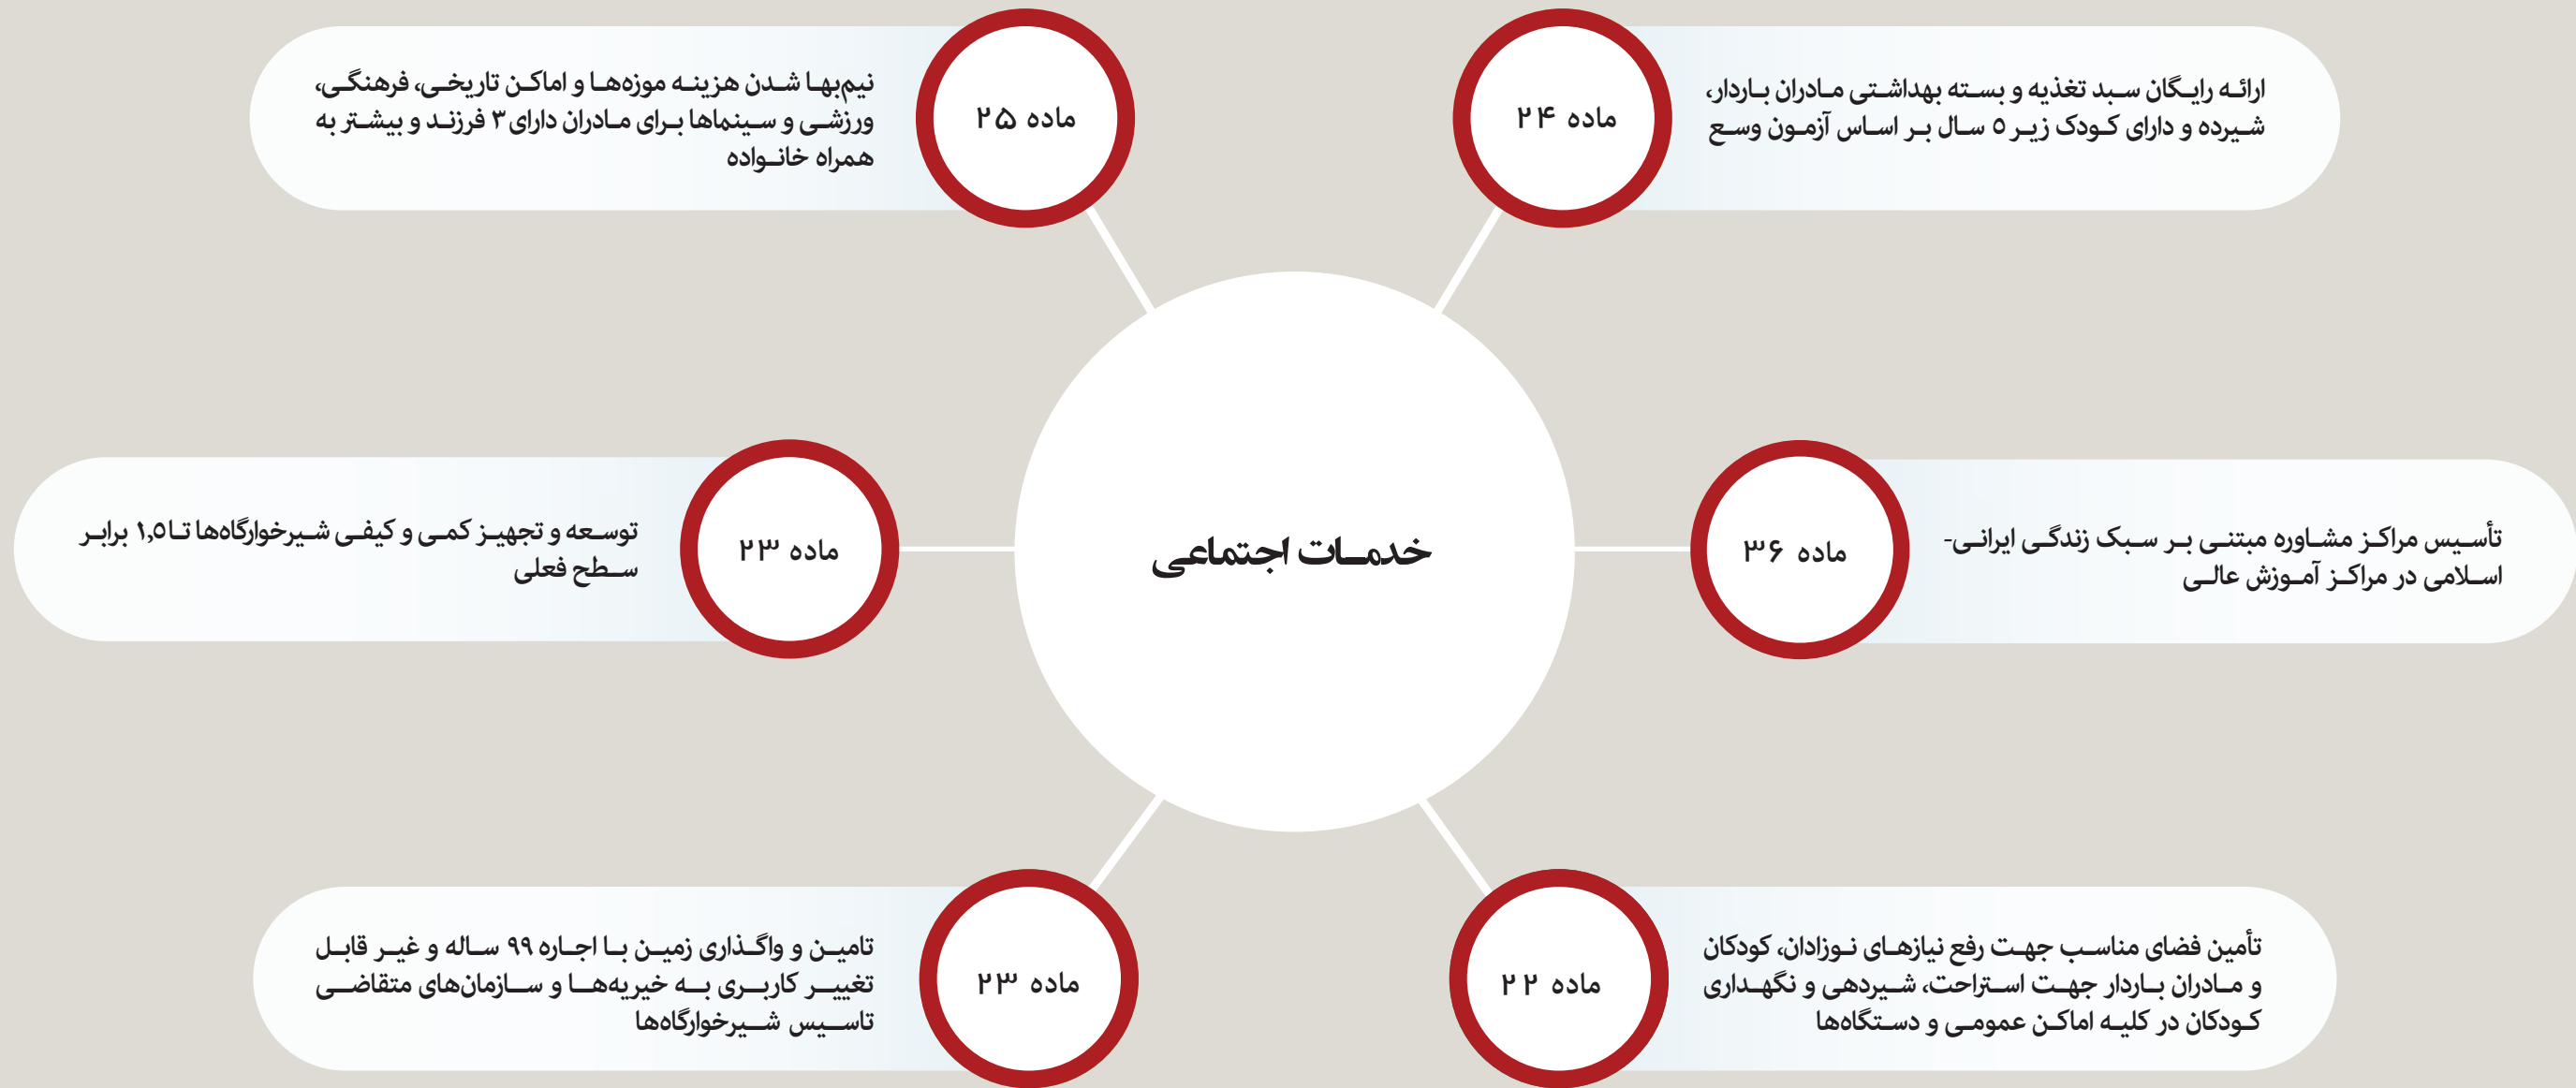 ماده ۲۴
ارائه رایگان سبد تغذیه و بسته بهداشتی مادران باردار،
شیرده و دارای کودک زیر ۵ سال بر اساس آزمون وسع
ماده ۲۵
نیم‌بها شدن هزینه موزه‌ها و اماکن تاریخی، فرهنگی،
ورزشی و سینماها برای مادران دارای ۳ فرزند و بیشتر به
همراه خانواده
خدمات اجتماعی
ماده ۳۶
تأسیس مراکز مشاوره مبتنی بر سبک زندگی ایرانی-
اسلامی در مراکز آموزش عالی
ماده ۲۳
توسعه و تجهیز کمی و کیفی شیرخوارگاه‌ها تا ۱,۵ برابر
سطح فعلی
ماده ۲۲
تأمین فضای مناسب جهت رفع نیازهای نوزادان، کودکان
و مادران باردار جهت استراحت، شیردهی و نگهداری
کودکان در کلیه اماکن عمومی و دستگاه‌ها
ماده ۲۳
تامین و واگذاری زمین با اجاره ۹۹ ساله و غیر قابل
تغییر کاربری به خیریه‌ها و سازمان‌های متقاضی
تاسیس شیرخوارگاه‌ها